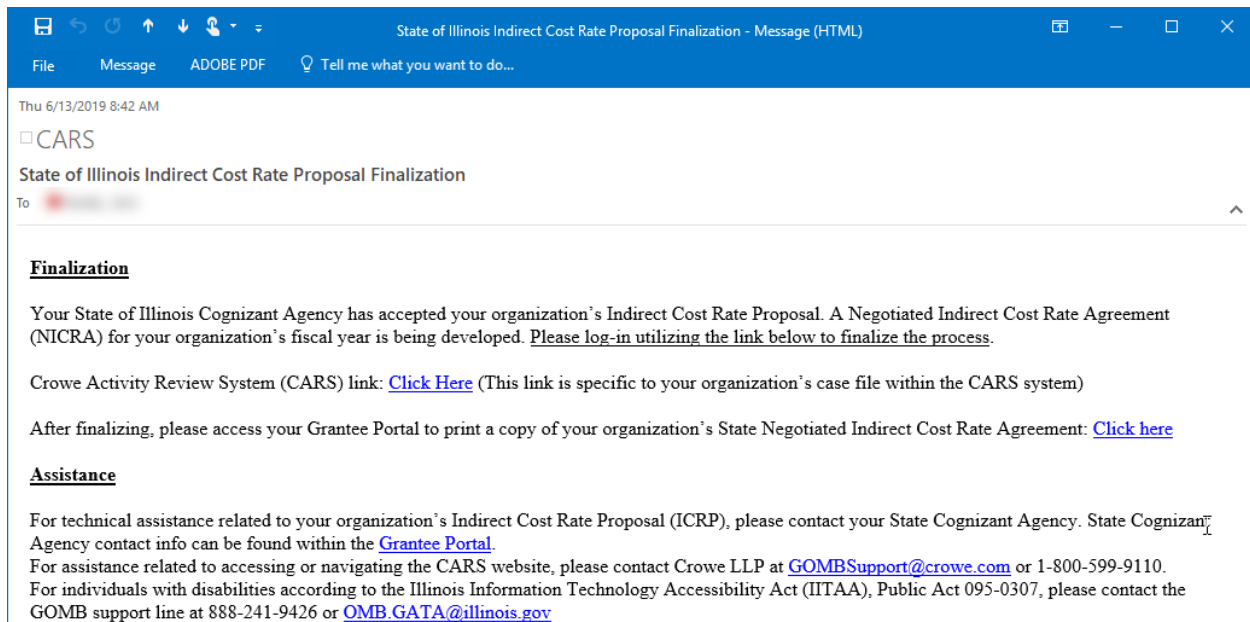 State of Illinois Indirect Cost Rate Proposal Finalization - Message (HTML)
File Message ADOBE PDF Tell me what you want to do...
Thu 6/13/2019 8:42 AM
CARS
State of Illinois Indirect Cost Rate Proposal Finalization
To
Finalization
Your State of Illinois Cognizant Agency has accepted your organization's Indirect Cost Rate Proposal. A Negotiated Indirect Cost Rate Agreement
(NICRA) for your organization's fiscal year is being developed. Please log-in utilizing the link below to finalize the process.
Crowe Activity Review System (CARS) link: Click Here (This link is specific to your organization's case file within the CARS system)
After finalizing, please access your Grantee Portal to print a copy of your organization's State Negotiated Indirect Cost Rate Agreement: Click here
Assistance
For technical assistance related to your organization's Indirect Cost Rate Proposal (ICRP), please contact your State Cognizant Agency. State Cognizant
Agency contact info can be found within the Grantee Portal.
For assistance related to accessing or navigating the CARS website, please contact Crowe LLP at GOMBSupport@crowe.com or 1-800-599-9110.
For individuals with disabilities according to the Illinois Information Technology Accessibility Act (IITAA), Public Act 095-0307, please contact the
GOMB support line at 888-241-9426 or OMB.GATA@illinois.gov